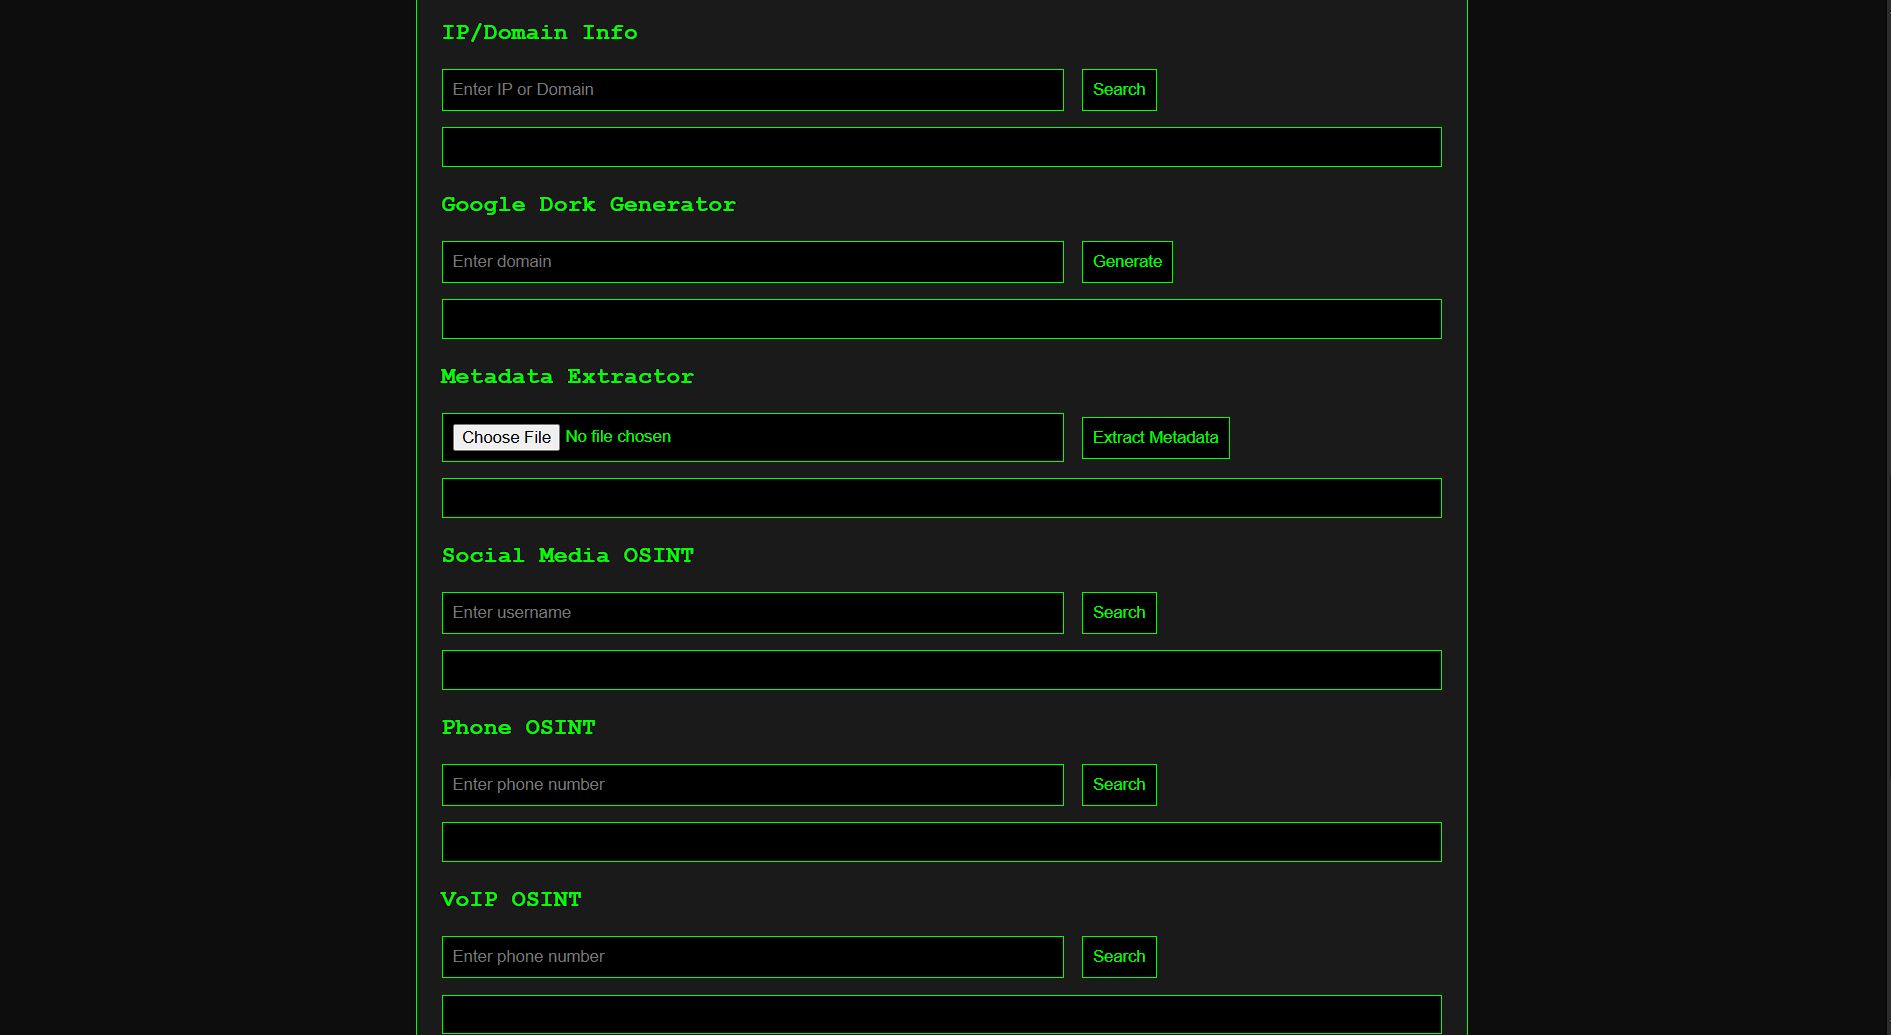 IP/Domain Info
Enter IP or Domain Search
Google Dork Generator
Enter domain Generate
Metadata Extractor
Choose File No file chosen Extract Metadata
Social Media OSINT
Enter username Search
Phone OSINT
Enter phone number Search
VoIP OSINT
Enter phone number Search